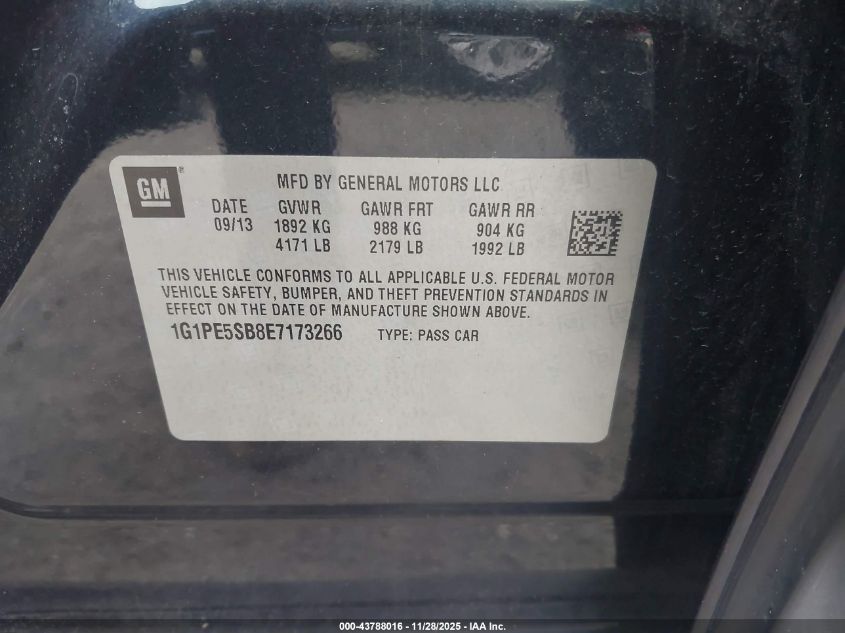 GM
®
MFD BY GENERAL MOTORS LLC
DATE GVWR GAWR FRT GAWR RR
09/13 1892 KG 988 KG 904 KG
4171 LB 2179 LB 1992 LB
THIS VEHICLE CONFORMS TO ALL APPLICABLE U.S. FEDERAL MOTOR
VEHICLE SAFETY, BUMPER, AND THEFT PREVENTION STANDARDS IN
EFFECT ON THE DATE OF MANUFACTURE SHOWN ABOVE.
1G1PE5SB8E7173266 TYPE: PASS CAR
000-43788016 - 11/28/2025 - IAA Inc.